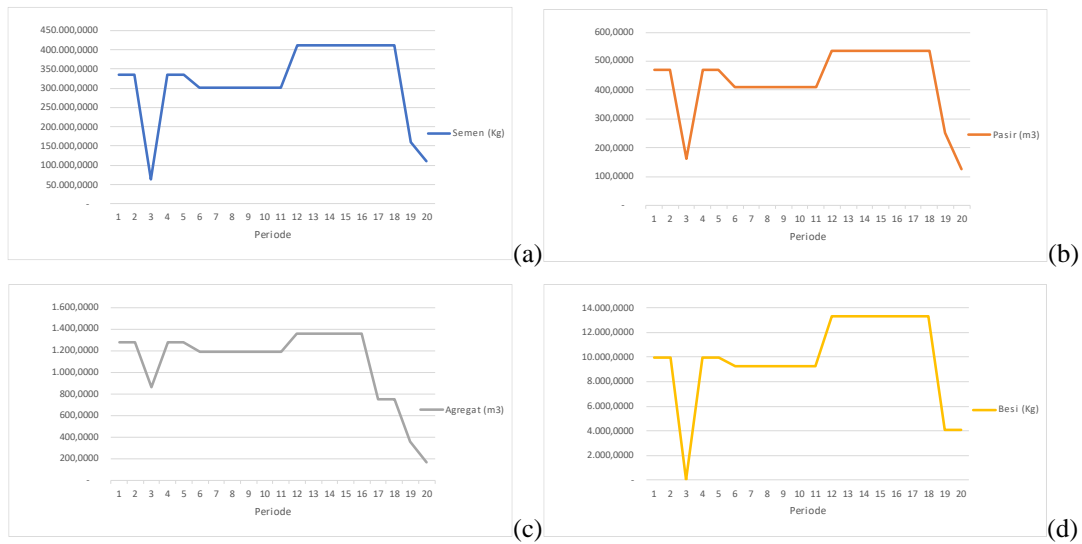 450.000,0000
400.000,0000
350.000,0000
300.000,0000
250.000,0000
200.000,0000
150.000,0000
100.000,0000
50.000,0000
-
1 2 3 4 5 6 7 8 9 10 11 12 13 14 15 16 17 18 19 20
Periode
Semen (Kg)
(a)
600,0000
500,0000
400,0000
300,0000
200,0000
100,0000
-
1 2 3 4 5 6 7 8 9 10 11 12 13 14 15 16 17 18 19 20
Periode
Pasir (m3)
(b)
1.600,0000
1.400,0000
1.200,0000
1.000,0000
800,0000
600,0000
400,0000
200,0000
-
1 2 3 4 5 6 7 8 9 10 11 12 13 14 15 16 17 18 19 20
Periode
Agregat (m3)
(c)
14.000,0000
12.000,0000
10.000,0000
8.000,0000
6.000,0000
4.000,0000
2.000,0000
-
1 2 3 4 5 6 7 8 9 10 11 12 13 14 15 16 17 18 19 20
Periode
Besi (Kg)
(d)